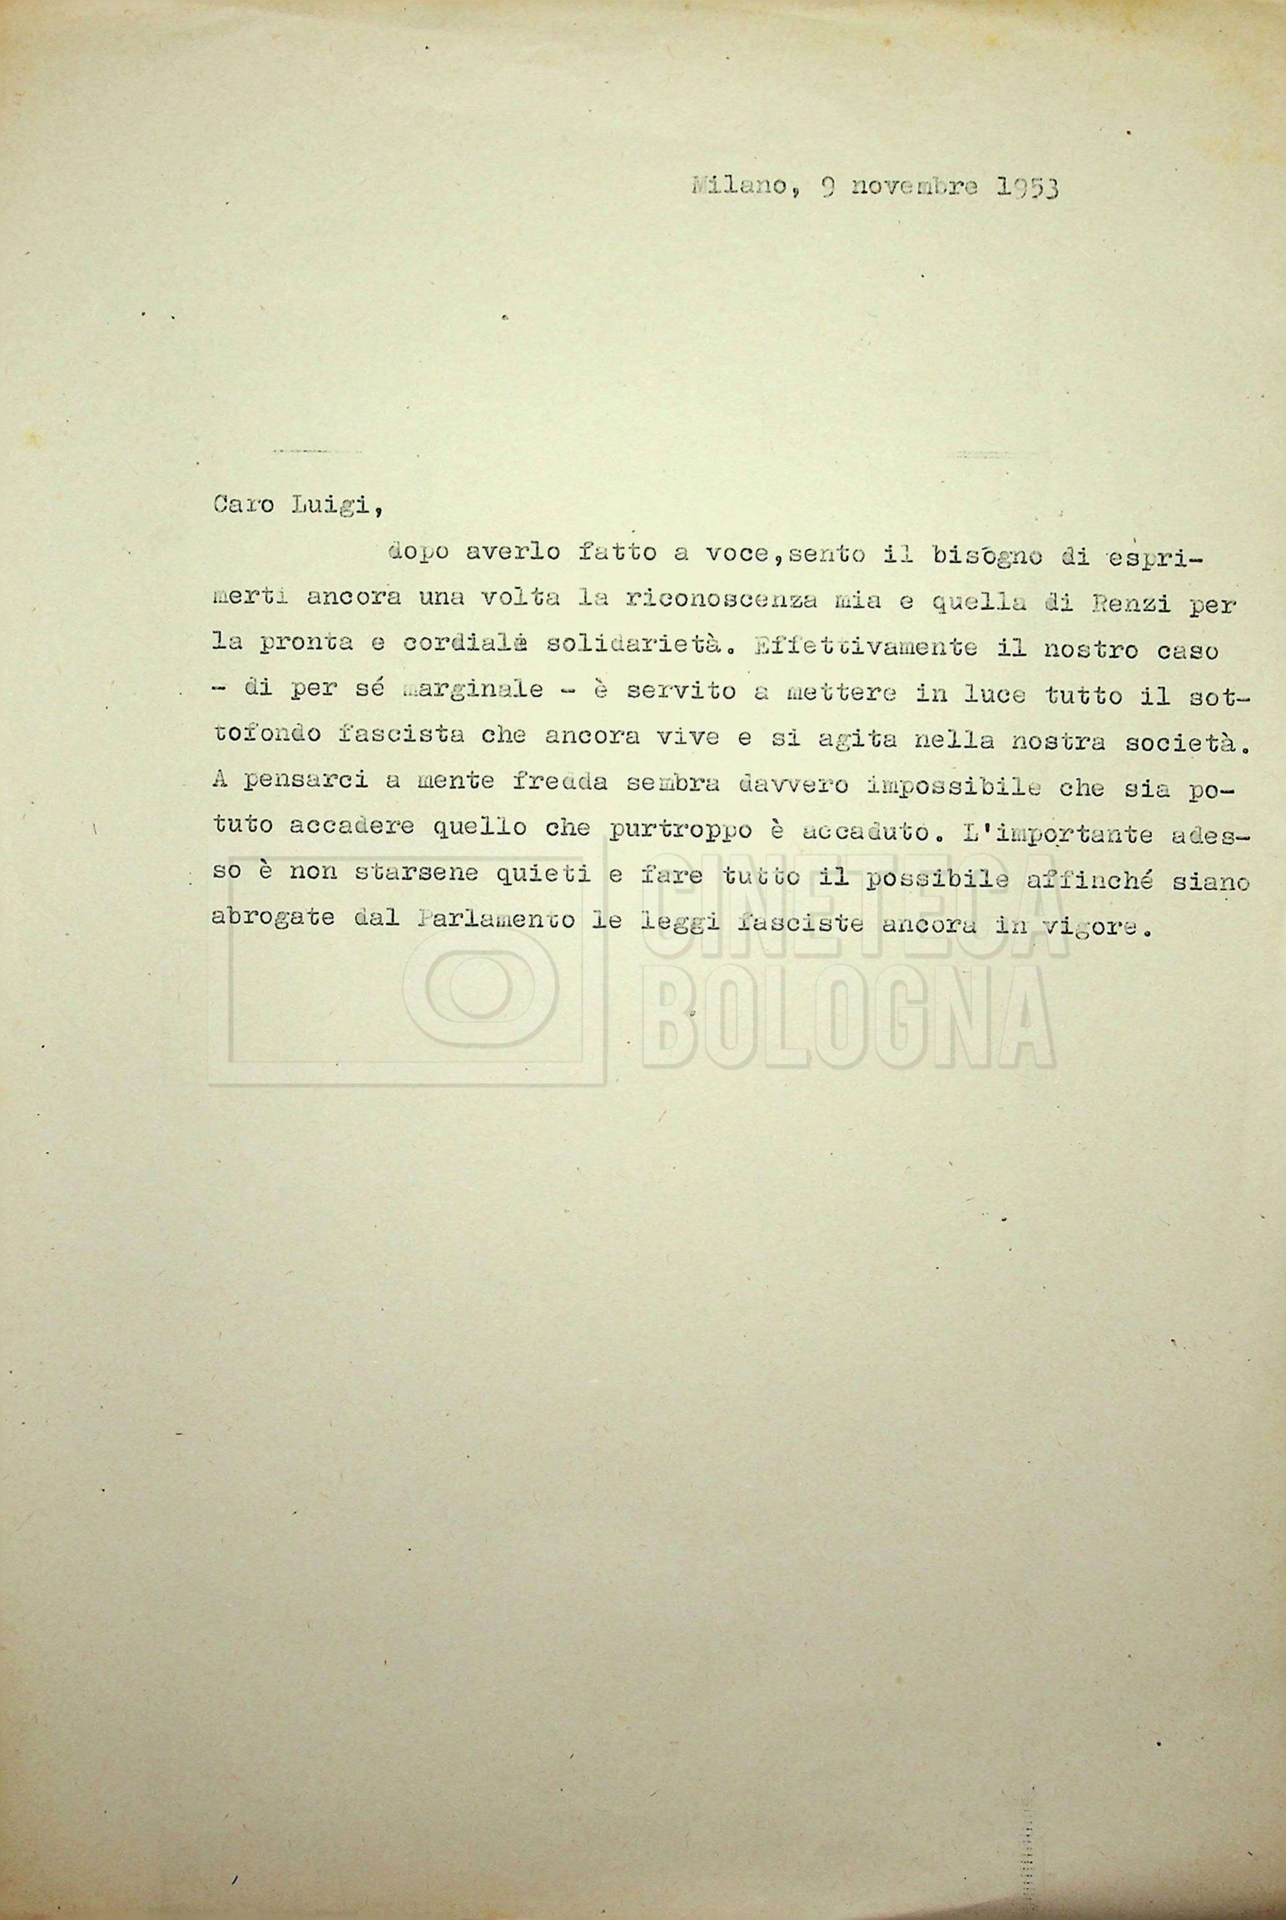 Milano, 9 novembre 1953
Caro Luigi,
dopo averlo fatto a voce,sento il bisogno di espri-
merti ancora una volta la riconoscenza mia e quella di Renzi per
la pronta e cordiale solidarietà. Effettivamente il nostro caso
- di per sé marginale - è servito a mettere in luce tutto il sot-
tofondo fascista che ancora vive e si agita nella nostra società.
A pensarci a mente fredda sembra davvero impossibile che sia po-
tuto accadere quello che purtroppo è accaduto. L'importante ades-
so è non starsene quieti e fare tutto il possibile affinché siano
abrogate dal Parlamento le leggi fasciste ancora in vigore.
CINETECA
BOLOGNA